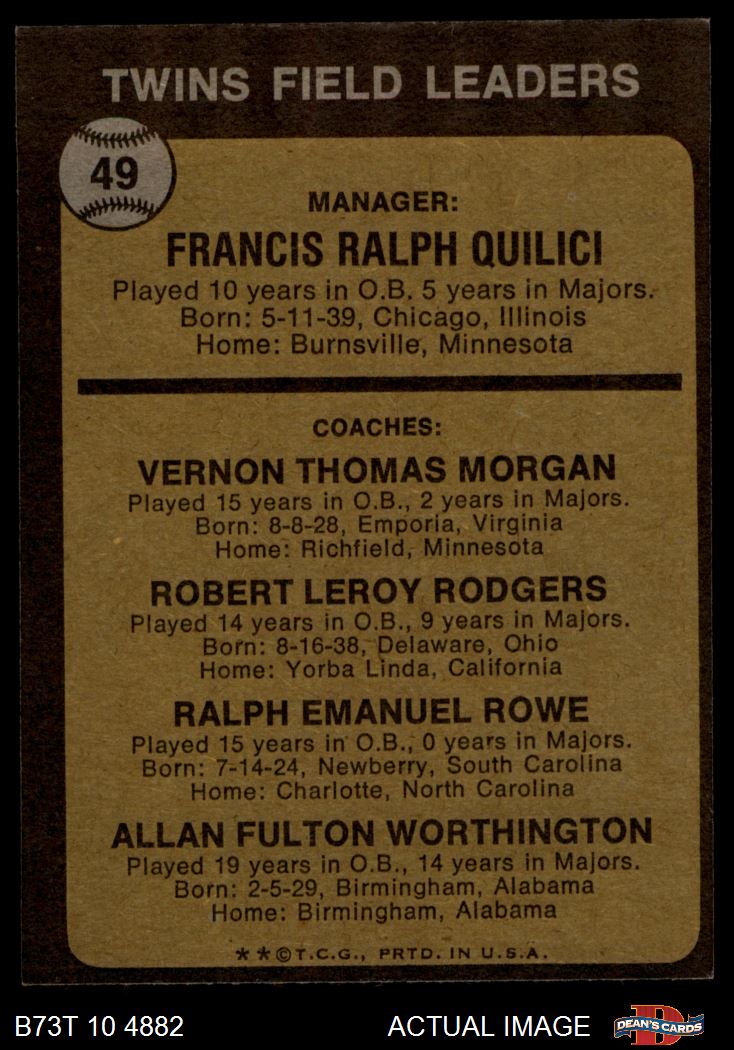 TWINS FIELD LEADERS
49
MANAGER:
FRANCIS RALPH QUILICI
Played 10 years in O.B. 5 years in Majors.
Born: 5-11-39, Chicago, Illinois
Home: Burnsville, Minnesota
COACHES:
VERNON THOMAS MORGAN
Played 15 years in O.B., 2 years in Majors.
Born: 8-8-28, Emporia, Virginia
Home: Richfield, Minnesota
ROBERT LEROY RODGERS
Played 14 years in O.B., 9 years in Majors.
Born: 8-16-38, Delaware, Ohio
Home: Yorba Linda, California
RALPH EMANUEL ROWE
Played 15 years in O.B., 0 years in Majors.
Born: 7-14-24, Newberry, South Carolina
Home: Charlotte, North Carolina
ALLAN FULTON WORTHINGTON
Played 19 years in O.B., 14 years in Majors.
Born: 2-5-29, Birmingham, Alabama
Home: Birmingham, Alabama
**©T.C.G., PRTD. IN U.S.A.
B73T 10 4882
ACTUAL IMAGE
D
DEAN'S CARDS